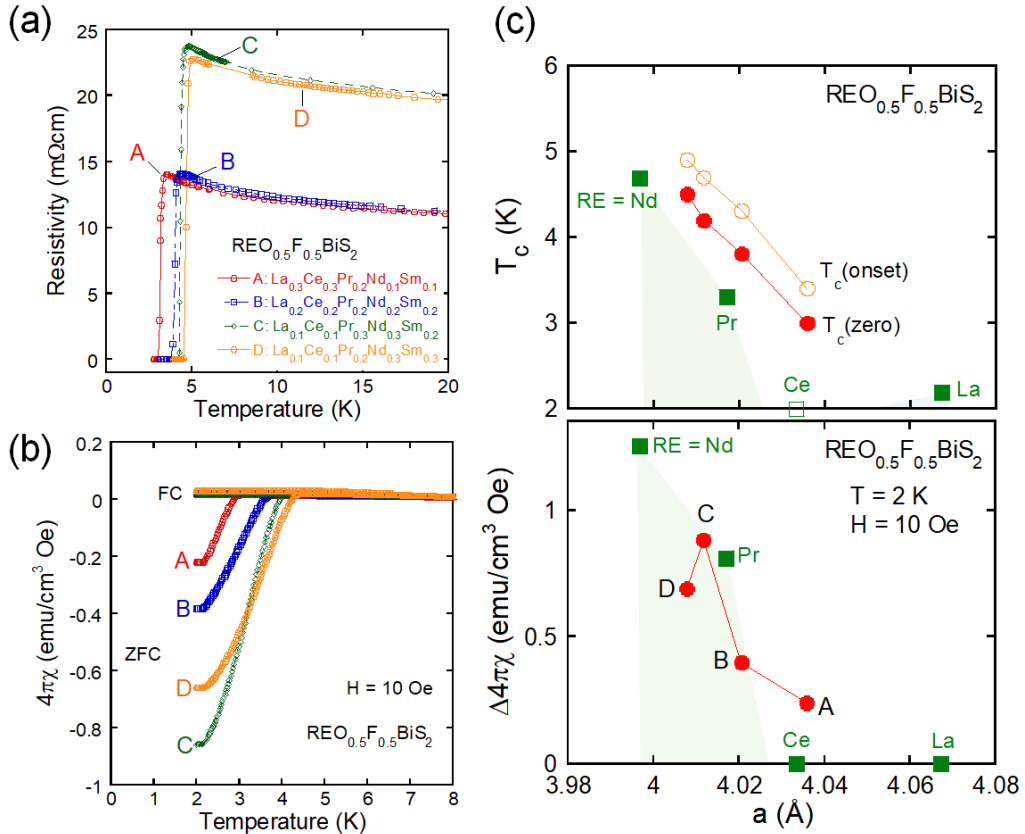 (a)
25
20
15
10
5
0
Resistivity (mΩcm)
C
D
A
B
REO0.5F0.5BiS2
A: La0.3Ce0.3Pr0.2Nd0.1Sm0.1
B: La0.2Ce0.2Pr0.2Nd0.2Sm0.2
C: La0.1Ce0.1Pr0.3Nd0.3Sm0.2
D: La0.1Ce0.1Pr0.2Nd0.3Sm0.3
0 5 10 15 20
Temperature (K)
(b)
0.2
0
-0.2
-0.4
-0.6
-0.8
-1
4πχ (emu/cm3 Oe)
FC
A
B
ZFC
D
C
H = 10 Oe
REO0.5F0.5BiS2
0 1 2 3 4 5 6 7 8
Temperature (K)
(c)
6
5
4
3
2
Tc (K)
REO0.5F0.5BiS2
RE = Nd
Pr
Tc(onset)
Tc(zero)
Ce
La
1
0.5
0
Δ4πχ (emu/cm3 Oe)
RE = Nd
REO0.5F0.5BiS2
T = 2 K
H = 10 Oe
C
Pr
D
B
A
Ce
La
3.98 4 4.02 4.04 4.06 4.08
a (Å)